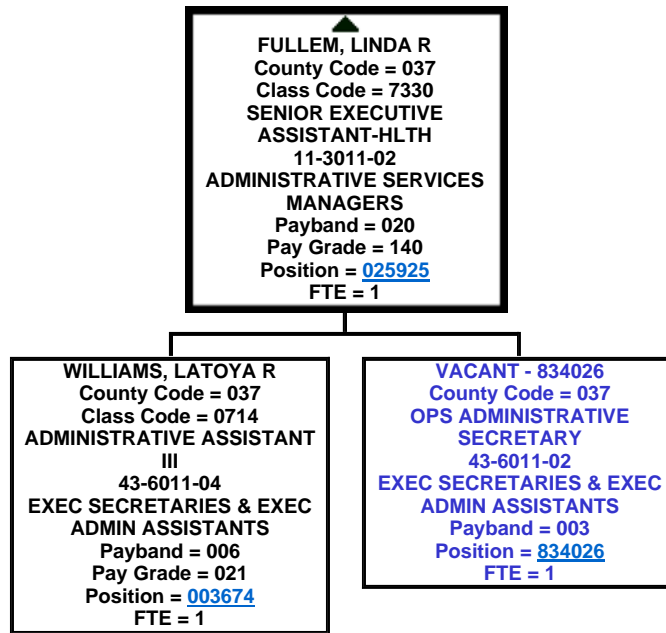 FULLEM, LINDA R
County Code = 037
Class Code = 7330
SENIOR EXECUTIVE
ASSISTANT-HLTH
11-3011-02
ADMINISTRATIVE SERVICES
MANAGERS
Payband = 020
Pay Grade = 140
Position = 025925
FTE = 1
WILLIAMS, LATOYA R
County Code = 037
Class Code = 0714
ADMINISTRATIVE ASSISTANT
III
43-6011-04
EXEC SECRETARIES & EXEC
ADMIN ASSISTANTS
Payband = 006
Pay Grade = 021
Position = 003674
FTE = 1
VACANT - 834026
County Code = 037
OPS ADMINISTRATIVE
SECRETARY
43-6011-02
EXEC SECRETARIES & EXEC
ADMIN ASSISTANTS
Payband = 003
Position = 834026
FTE = 1